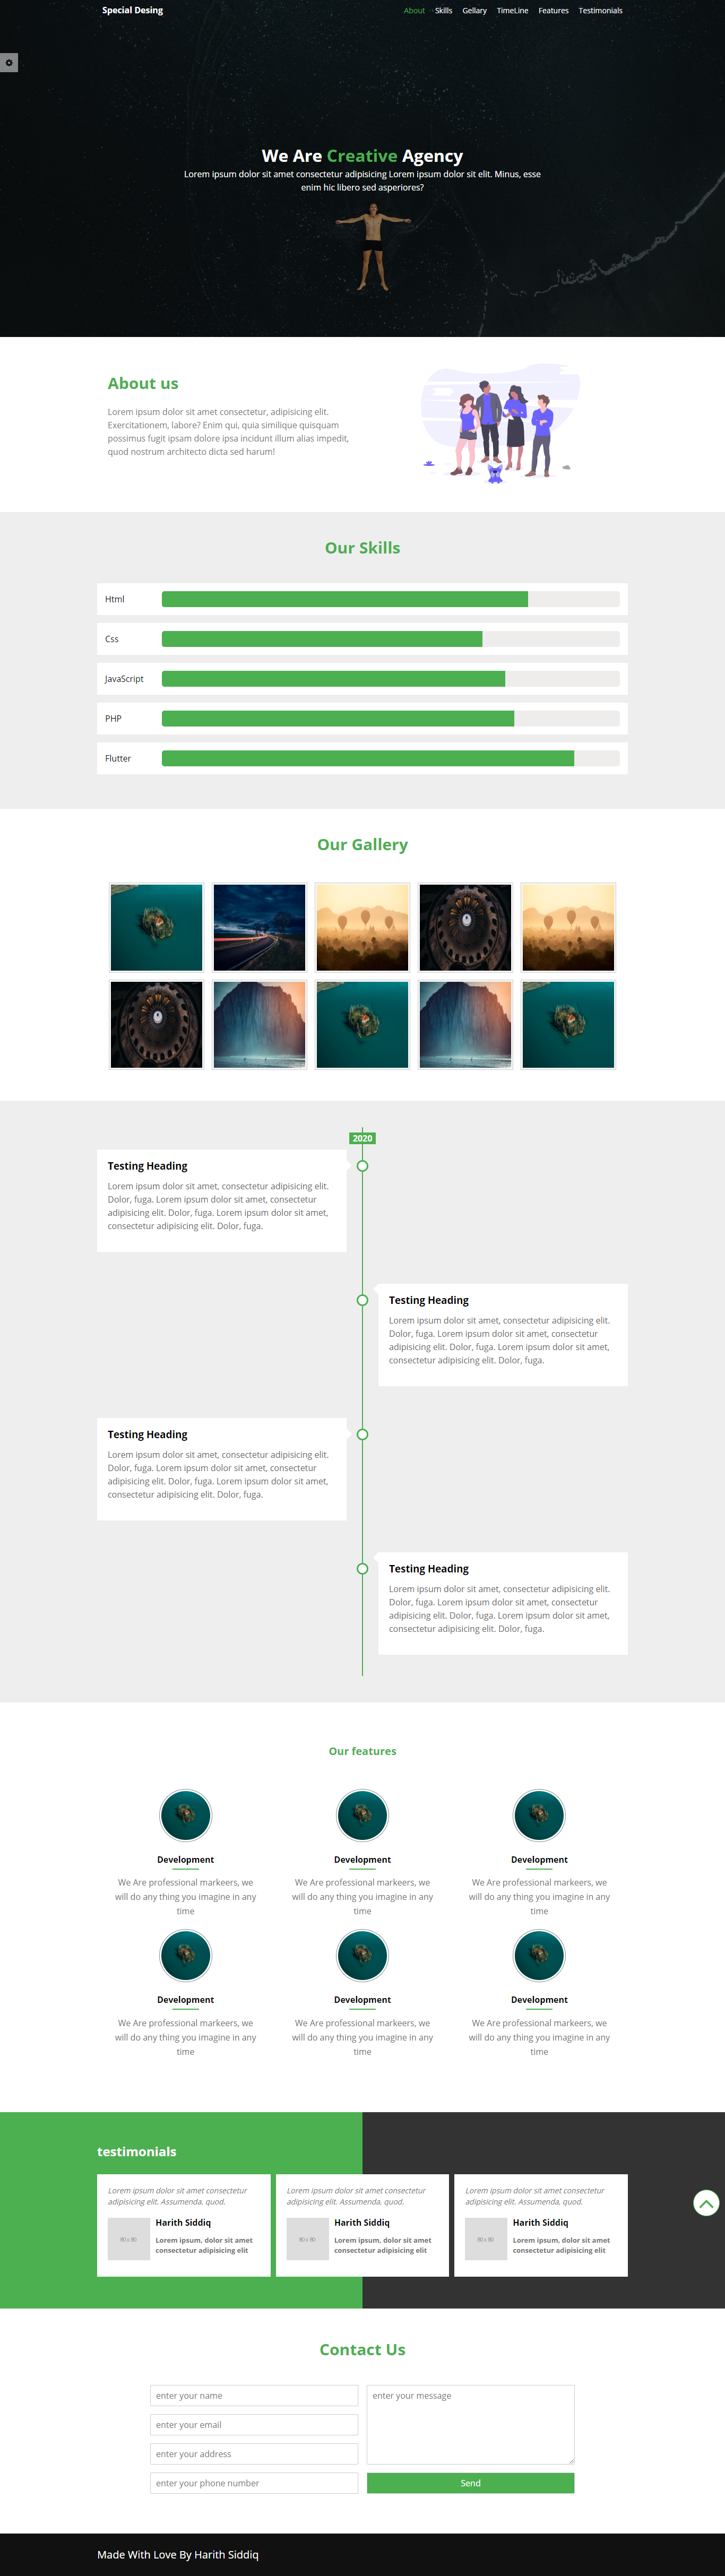 Special Desing
About Skills Gellary TimeLine Features Testimonials
We Are Creative Agency
Lorem ipsum dolor sit amet consectetur adipisicing Lorem ipsum dolor sit elit. Minus, esse
enim hic libero sed asperiores?
About us
Lorem ipsum dolor sit amet consectetur, adipisicing elit.
Exercitationem, labore? Enim qui, quia similique quisquam
possimus fugit ipsam dolore ipsa incidunt illum alias impedit,
quod nostrum architecto dicta sed harum!
Our Skills
Html
Css
JavaScript
PHP
Flutter
Our Gallery
2020
Testing Heading
Lorem ipsum dolor sit amet, consectetur adipisicing elit.
Dolor, fuga. Lorem ipsum dolor sit amet, consectetur
adipisicing elit. Dolor, fuga. Lorem ipsum dolor sit amet,
consectetur adipisicing elit. Dolor, fuga.
Testing Heading
Lorem ipsum dolor sit amet, consectetur adipisicing elit.
Dolor, fuga. Lorem ipsum dolor sit amet, consectetur
adipisicing elit. Dolor, fuga. Lorem ipsum dolor sit amet,
consectetur adipisicing elit. Dolor, fuga.
Testing Heading
Lorem ipsum dolor sit amet, consectetur adipisicing elit.
Dolor, fuga. Lorem ipsum dolor sit amet, consectetur
adipisicing elit. Dolor, fuga. Lorem ipsum dolor sit amet,
consectetur adipisicing elit. Dolor, fuga.
Testing Heading
Lorem ipsum dolor sit amet, consectetur adipisicing elit.
Dolor, fuga. Lorem ipsum dolor sit amet, consectetur
adipisicing elit. Dolor, fuga. Lorem ipsum dolor sit amet,
consectetur adipisicing elit. Dolor, fuga.
Our features
Development
We Are professional markeers, we
will do any thing you imagine in any
time
Development
We Are professional markeers, we
will do any thing you imagine in any
time
Development
We Are professional markeers, we
will do any thing you imagine in any
time
Development
We Are professional markeers, we
will do any thing you imagine in any
time
Development
We Are professional markeers, we
will do any thing you imagine in any
time
Development
We Are professional markeers, we
will do any thing you imagine in any
time
testimonials
Lorem ipsum dolor sit amet consectetur
adipisicing elit. Assumenda, quod.
80 x 80
Harith Siddiq
Lorem ipsum, dolor sit amet
consectetur adipisicing elit
Lorem ipsum dolor sit amet consectetur
adipisicing elit. Assumenda, quod.
80 x 80
Harith Siddiq
Lorem ipsum, dolor sit amet
consectetur adipisicing elit
Lorem ipsum dolor sit amet consectetur
adipisicing elit. Assumenda, quod.
80 x 80
Harith Siddiq
Lorem ipsum, dolor sit amet
consectetur adipisicing elit
Contact Us
enter your name
enter your email
enter your address
enter your phone number
enter your message
Send
Made With Love By Harith Siddiq